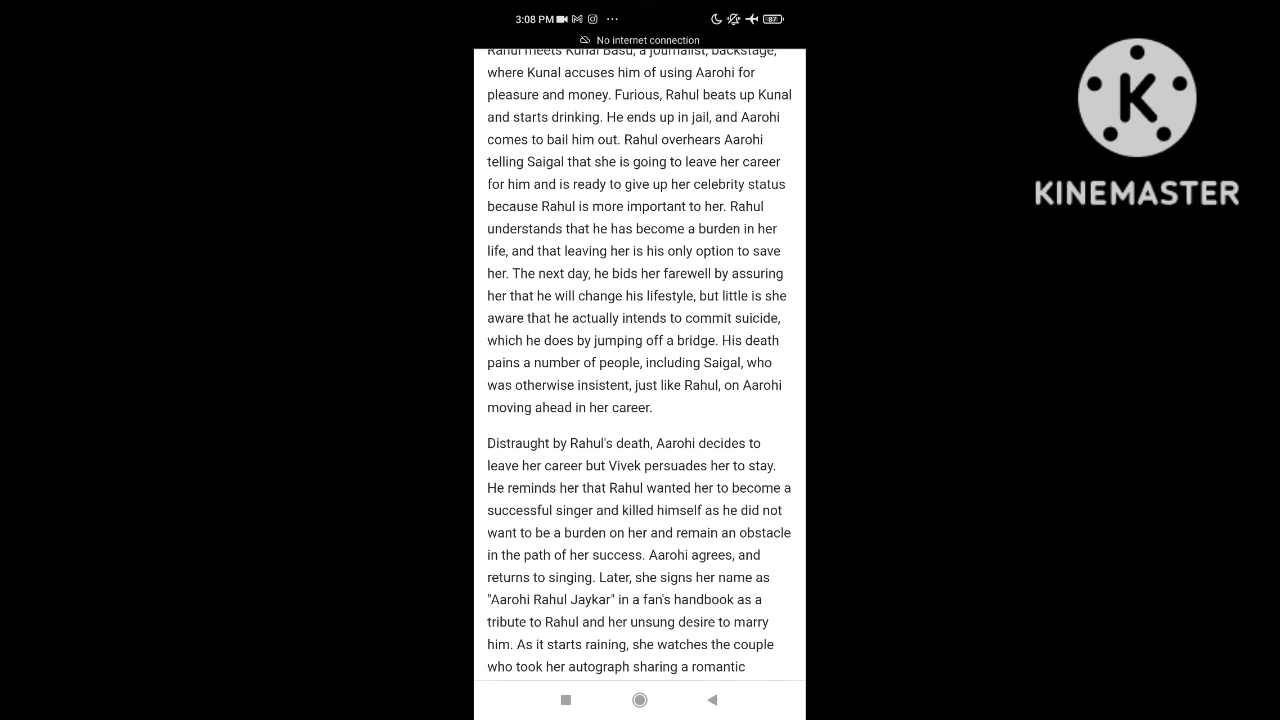 3:08 PM
87
No internet connection
Rahul meets Kunal Basu, a journalist, backstage,
where Kunal accuses him of using Aarohi for
pleasure and money. Furious, Rahul beats up Kunal
and starts drinking. He ends up in jail, and Aarohi
comes to bail him out. Rahul overhears Aarohi
telling Saigal that she is going to leave her career
for him and is ready to give up her celebrity status
because Rahul is more important to her. Rahul
understands that he has become a burden in her
life, and that leaving her is his only option to save
her. The next day, he bids her farewell by assuring
her that he will change his lifestyle, but little is she
aware that he actually intends to commit suicide,
which he does by jumping off a bridge. His death
pains a number of people, including Saigal, who
was otherwise insistent, just like Rahul, on Aarohi
moving ahead in her career.
Distraught by Rahul's death, Aarohi decides to
leave her career but Vivek persuades her to stay.
He reminds her that Rahul wanted her to become a
successful singer and killed himself as he did not
want to be a burden on her and remain an obstacle
in the path of her success. Aarohi agrees, and
returns to singing. Later, she signs her name as
"Aarohi Rahul Jaykar" in a fan's handbook as a
tribute to Rahul and her unsung desire to marry
him. As it starts raining, she watches the couple
who took her autograph sharing a romantic
K
KINEMASTER